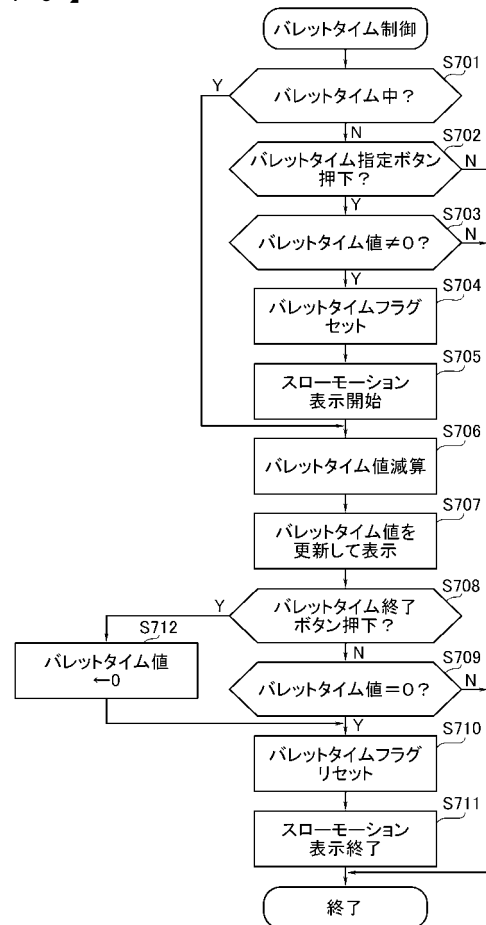 バレットタイム制御
S701
Y
バレットタイム中?
N
S702
バレットタイム指定ボタン
押下?
N
Y
S703
バレットタイム値≠0?
N
Y
S704
バレットタイムフラグ
セット
S705
スローモーション
表示開始
S706
バレットタイム値減算
S707
バレットタイム値を
更新して表示
S708
Y
バレットタイム終了
ボタン押下?
S712
バレットタイム値
←0
N
S709
バレットタイム値=0?
N
Y
S710
バレットタイムフラグ
リセット
S711
スローモーション
表示終了
終了